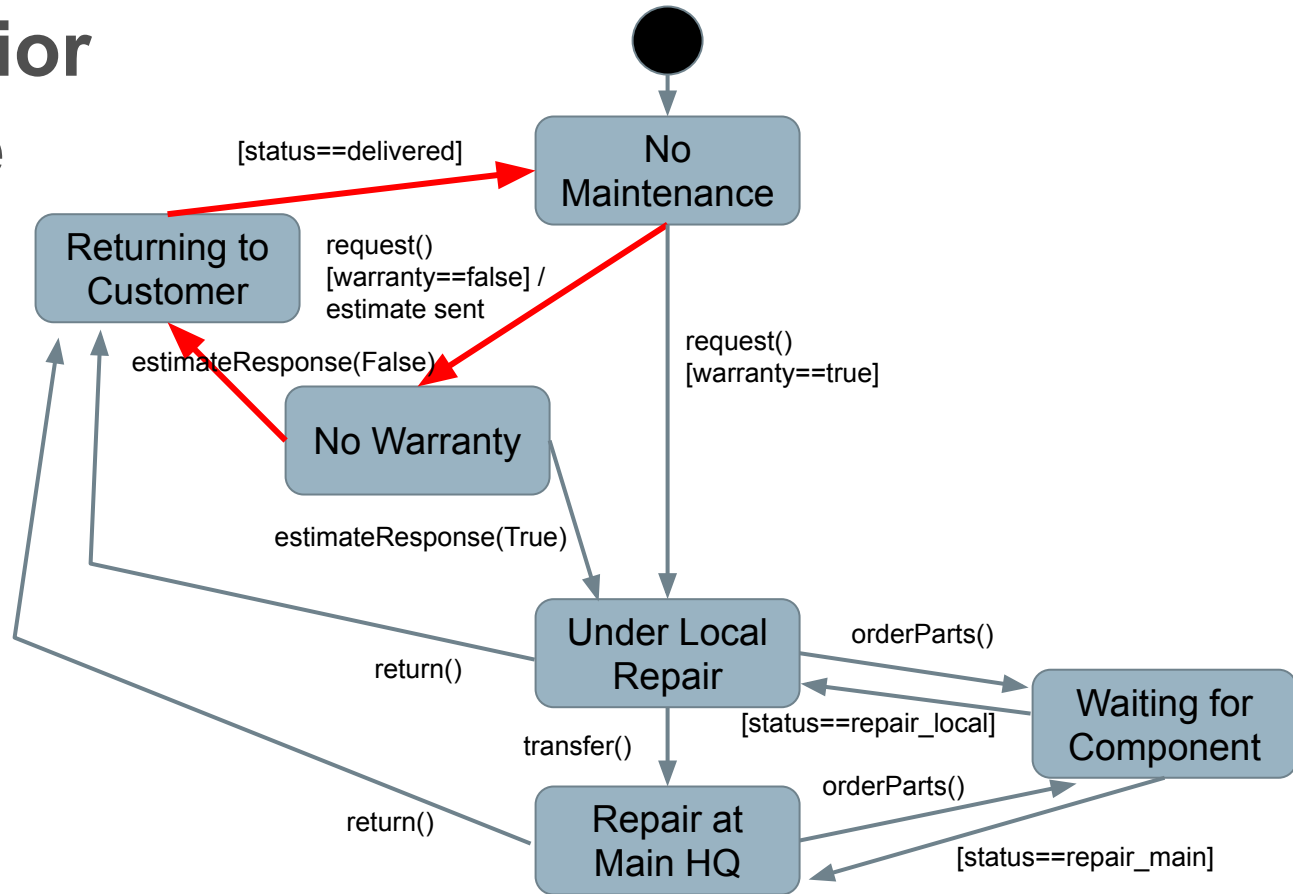 ior
e
[status==delivered]
No
Maintenance
Returning to
Customer
request()
[warranty==false] /
estimate sent
request()
[warranty==true]
estimateResponse(False)
No Warranty
estimateResponse(True)
Under Local
Repair
orderParts()
return()
Waiting for
Component
[status==repair_local]
transfer()
orderParts()
Repair at
Main HQ
return()
[status==repair_main]